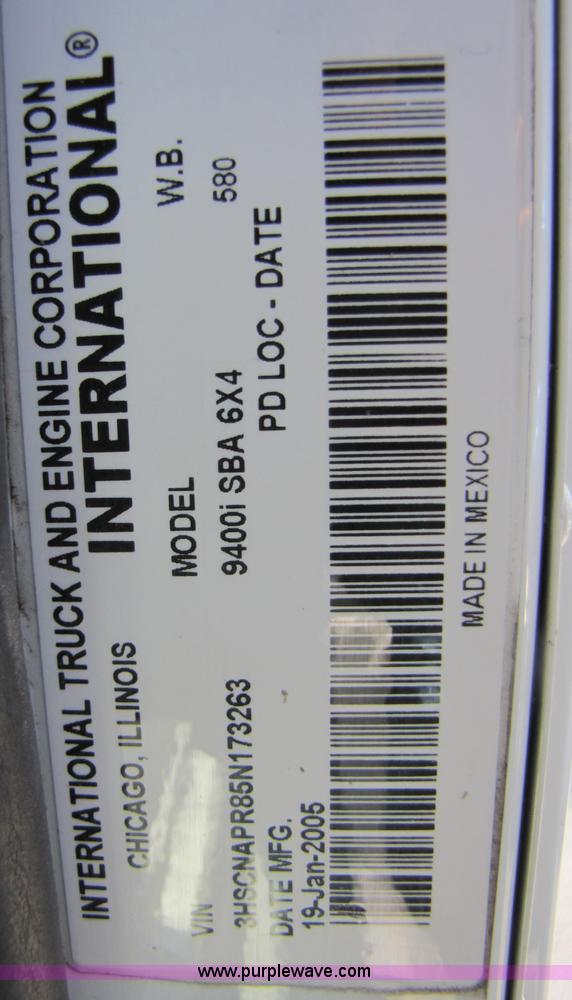 INTERNATIONAL TRUCK AND ENGINE CORPORATION
INTERNATIONAL®
CHICAGO, ILLINOIS
MODEL W.B.
VIN
3HSCNAPR85N173263 9400i SBA 6X4 580
DATE MFG. PD LOC - DATE
19-Jan-2005
MADE IN MEXICO
www.purplewave.com